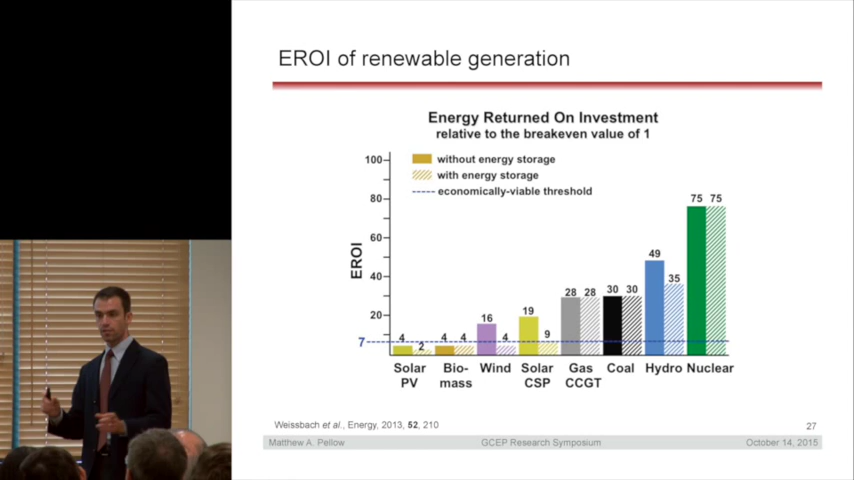 EROI of renewable generation
Energy Returned On Investment
relative to the breakeven value of 1
without energy storage
with energy storage
economically-viable threshold
EROI
100
80
60
40
20
7
4 2 4 4 16 4 19 9 28 28 30 30 49 35 75 75
Solar PV
Bio-mass
Wind
Solar CSP
Gas CCGT
Coal
Hydro
Nuclear
Weissbach et al., Energy, 2013, 52, 210
27
Matthew A. Pellow GCEP Research Symposium October 14, 2015